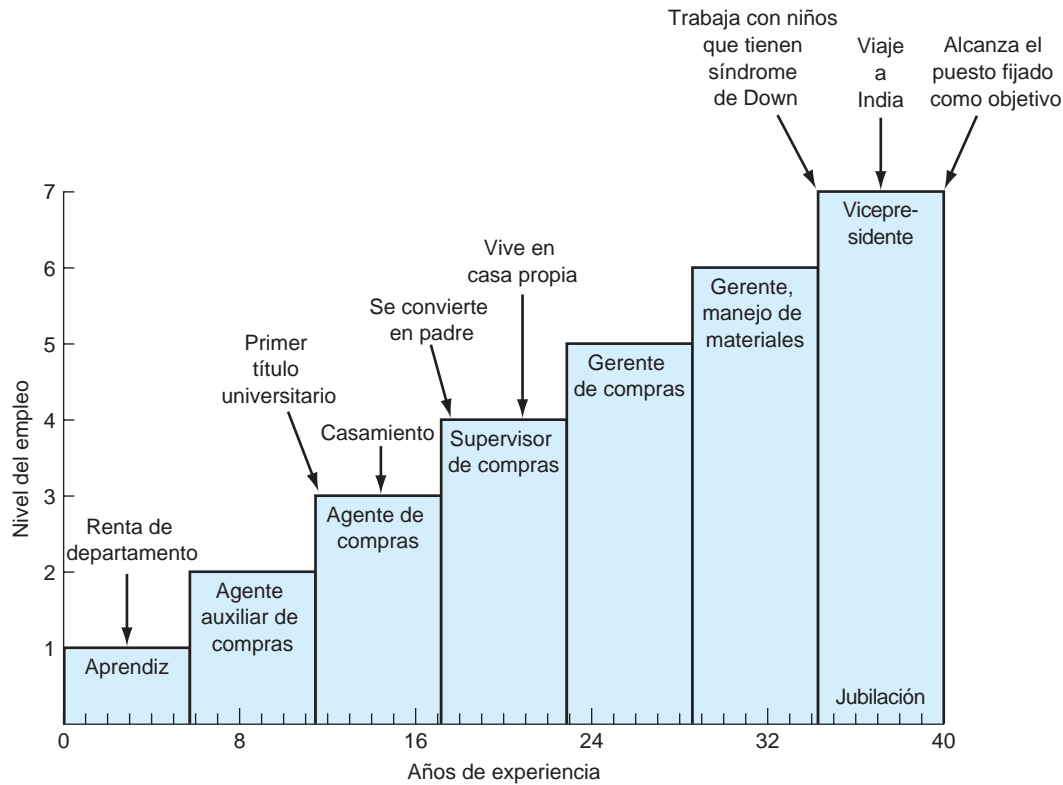 Trabaja con niños
que tienen
síndrome
de Down
Viaje
a
India
Alcanza el
puesto fijado
como objetivo
Vive en
casa propia
Se convierte
en padre
Primer
título
universitario
Casamiento
Renta de
departamento
Nivel del empleo
7
6
5
4
3
2
1
Aprendiz
Agente
auxiliar de
compras
Agente de
compras
Supervisor
de compras
Gerente
de compras
Gerente,
manejo de
materiales
Vicepre-
sidente
Jubilación
0
8
16
24
32
40
Años de experiencia